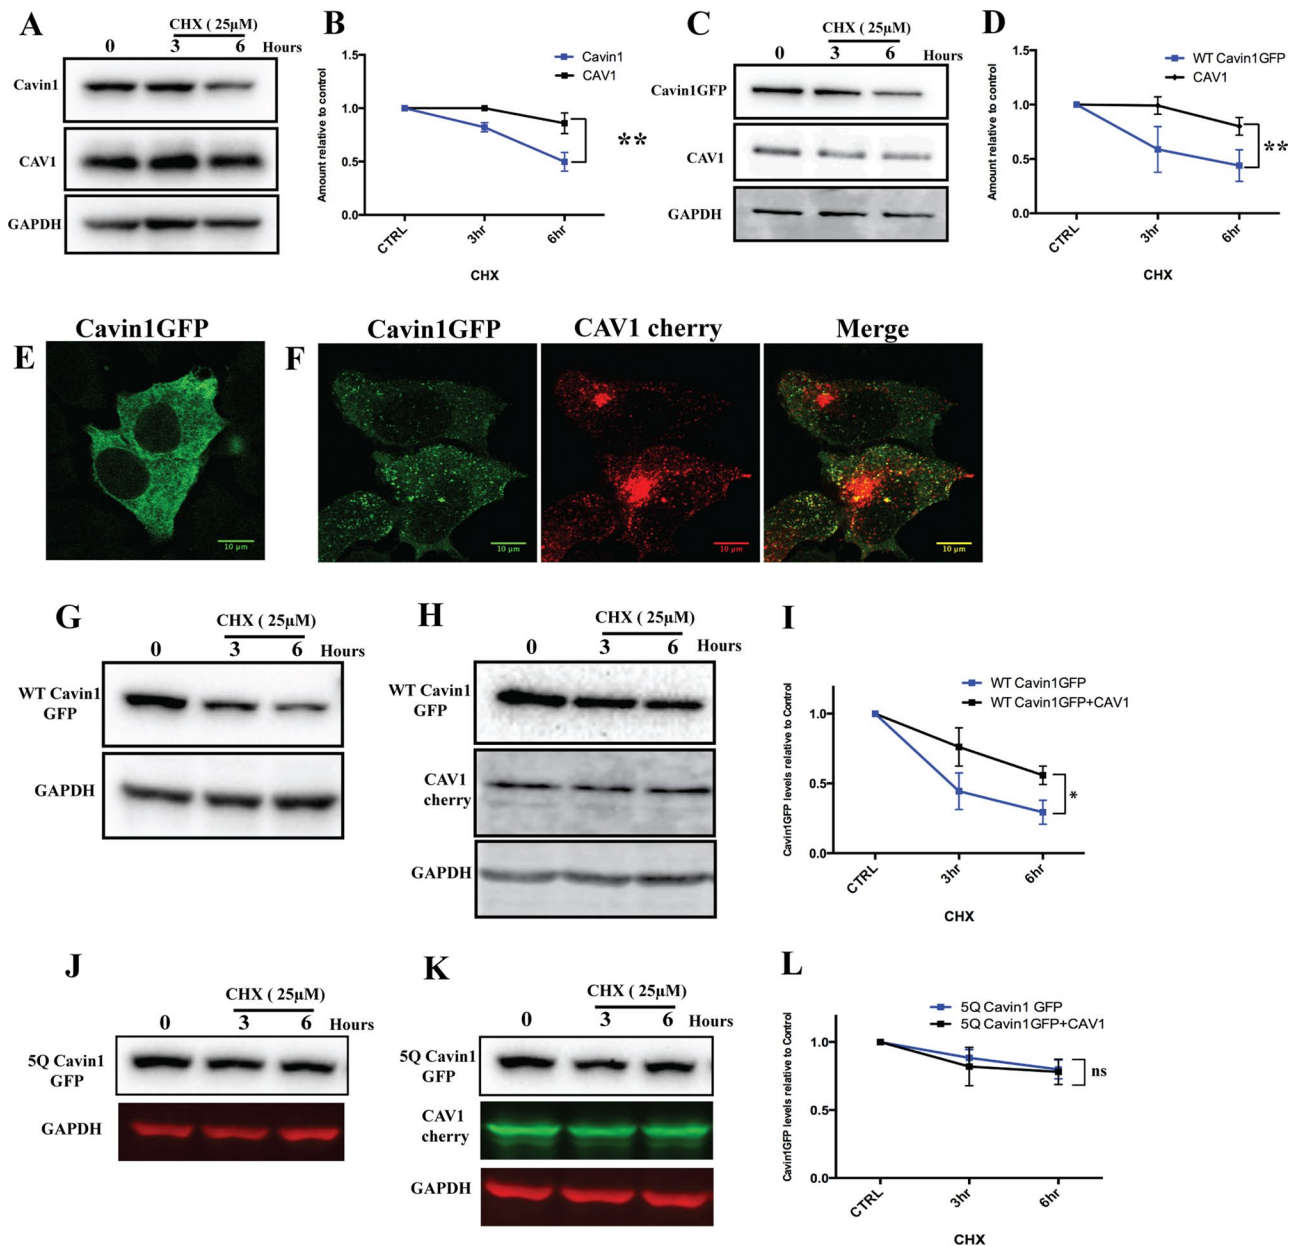 A
CHX ( 25µM)
0 3 6 Hours
Cavin1
CAV1
GAPDH
B
1.5
1.0
0.5
0.0
Amount relative to control
Cavin1
CAV1
**
CTRL 3hr 6hr
CHX
C
CHX (25µM)
0 3 6 Hours
Cavin1GFP
CAV1
GAPDH
D
1.5
1.0
0.5
0.0
Amount relative to control
WT Cavin1GFP
CAV1
**
CTRL 3hr 6hr
CHX
E
Cavin1GFP
10 µm
F
Cavin1GFP CAV1 cherry Merge
10 µm 10 µm 10 µm
G
CHX ( 25µM)
0 3 6 Hours
WT Cavin1
GFP
GAPDH
H
CHX ( 25µM)
0 3 6 Hours
WT Cavin1
GFP
CAV1
cherry
GAPDH
I
WT Cavin1GFP
WT Cavin1GFP+CAV1
1.0
0.5
0.0
Cavin1GFP levels relative to Control
*
CTRL 3hr 6hr
CHX
J
CHX ( 25µM)
0 3 6 Hours
5Q Cavin1
GFP
GAPDH
K
CHX ( 25µM)
0 3 6 Hours
5Q Cavin1
GFP
CAV1
cherry
GAPDH
L
5Q Cavin1 GFP
5Q Cavin1GFP+CAV1
1.0
0.5
0.0
Cavin1GFP levels relative to Control
ns
CTRL 3hr 6hr
CHX